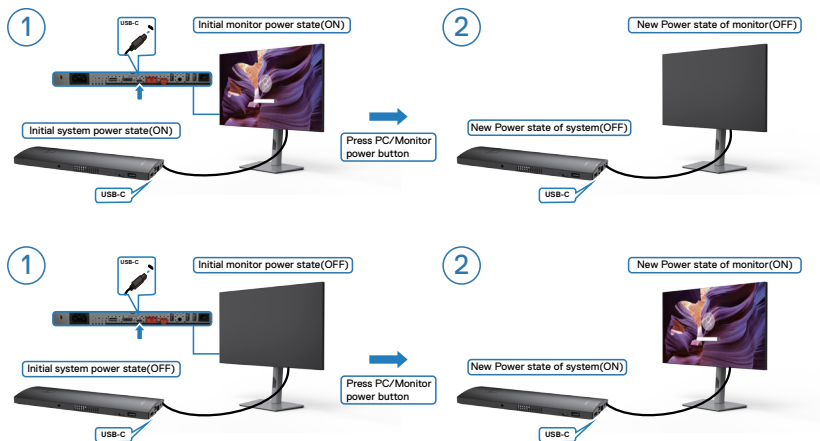 1
USB-C
Initial monitor power state(ON)
Initial system power state(ON)
USB-C
Press PC/Monitor
power button
2
New Power state of monitor(OFF)
New Power state of system(OFF)
USB-C
1
USB-C
Initial monitor power state(OFF)
Initial system power state(OFF)
USB-C
Press PC/Monitor
power button
2
New Power state of monitor(ON)
New Power state of system(ON)
USB-C